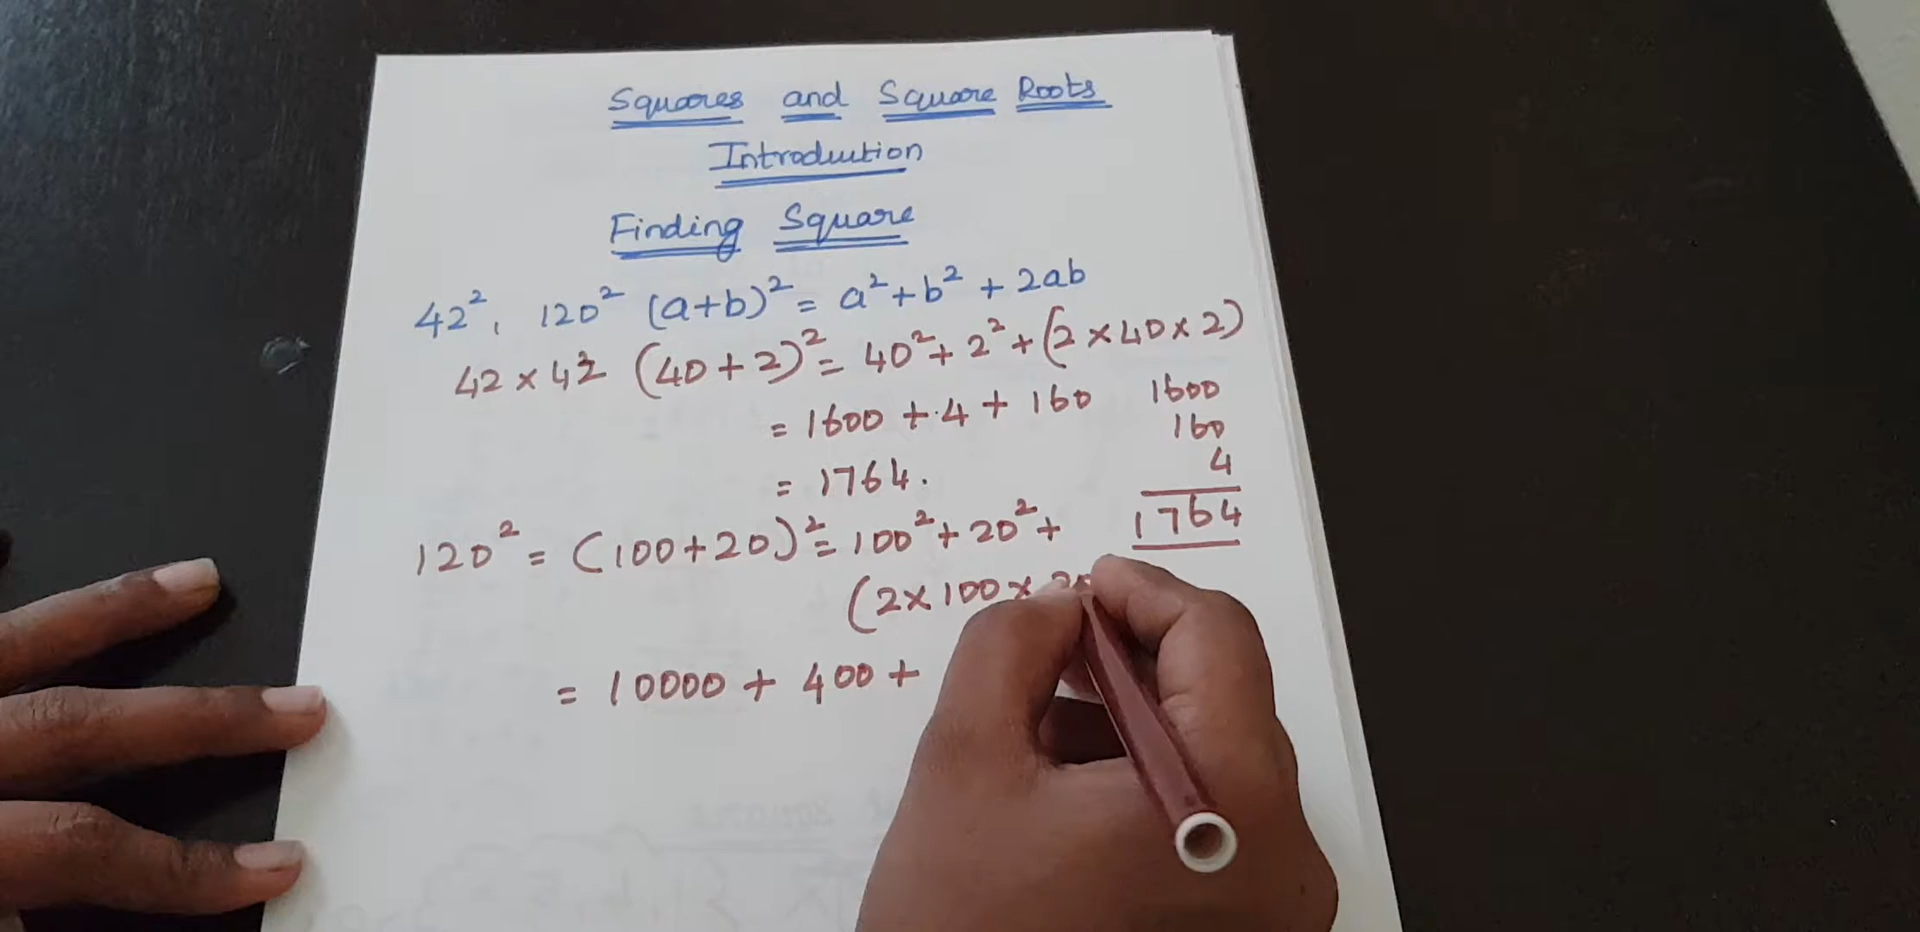 Squares and Square Roots
Introduction
Finding Square
42², 120² (a+b)² = a² + b² + 2ab
42 × 42 (40 + 2)² = 40² + 2² + (2 × 40 × 2)
= 1600 + 4 + 160
= 1764.
1600
160
4
1764
120² = (100+20)² = 100² + 20² +
(2 × 100 × 20
= 10000 + 400 +